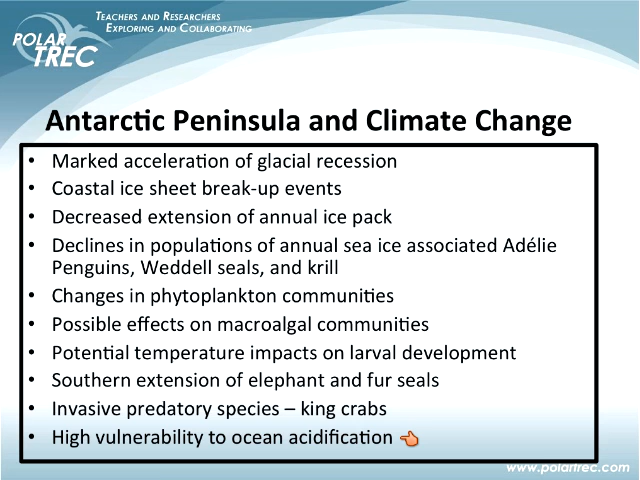 TEACHERS AND RESEARCHERS
EXPLORING AND COLLABORATING
POLAR
TREC
Antarctic Peninsula and Climate Change
• Marked acceleration of glacial recession
• Coastal ice sheet break-up events
• Decreased extension of annual ice pack
• Declines in populations of annual sea ice associated Adélie
Penguins, Weddell seals, and krill
• Changes in phytoplankton communities
• Possible effects on macroalgal communities
• Potential temperature impacts on larval development
• Southern extension of elephant and fur seals
• Invasive predatory species – king crabs
• High vulnerability to ocean acidification
www.polartrec.com